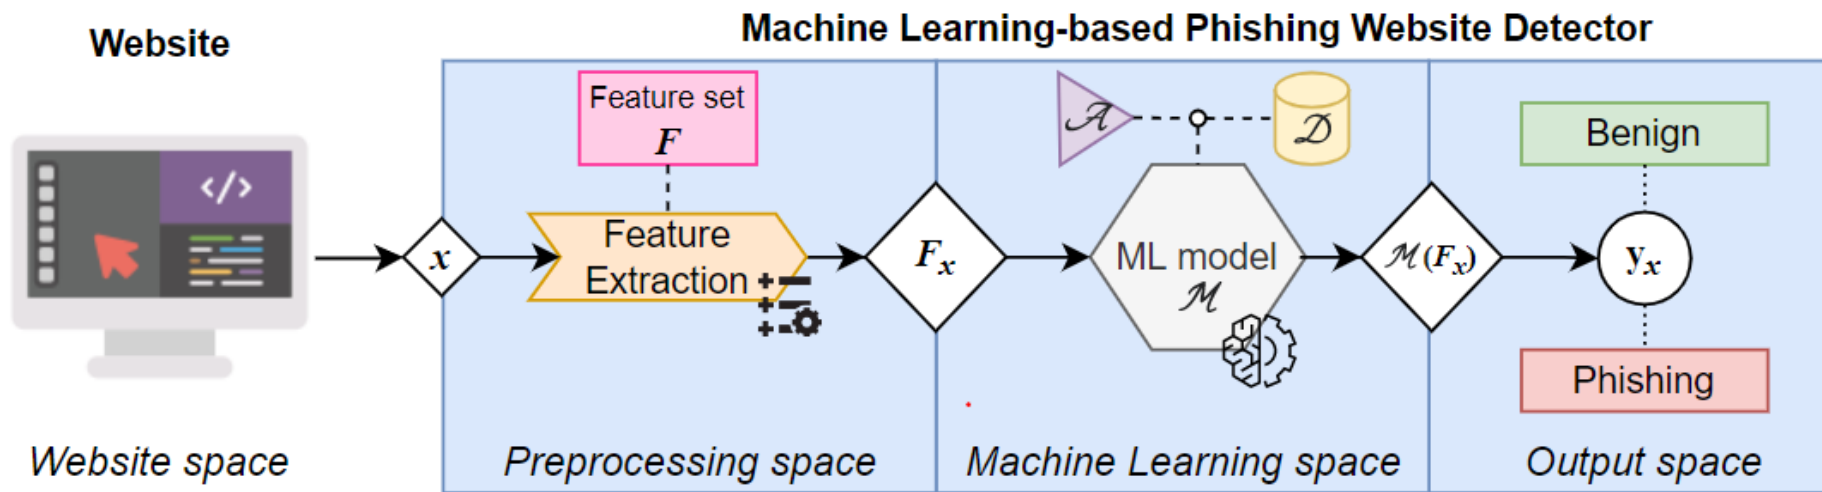 Machine Learning-based Phishing Website Detector
Website
Feature set
F
𝒜
𝒟
Benign
</>
x
Feature
Extraction
Fₓ
ML model
ℳ
ℳ(Fₓ)
yₓ
Phishing
Website space
Preprocessing space
Machine Learning space
Output space